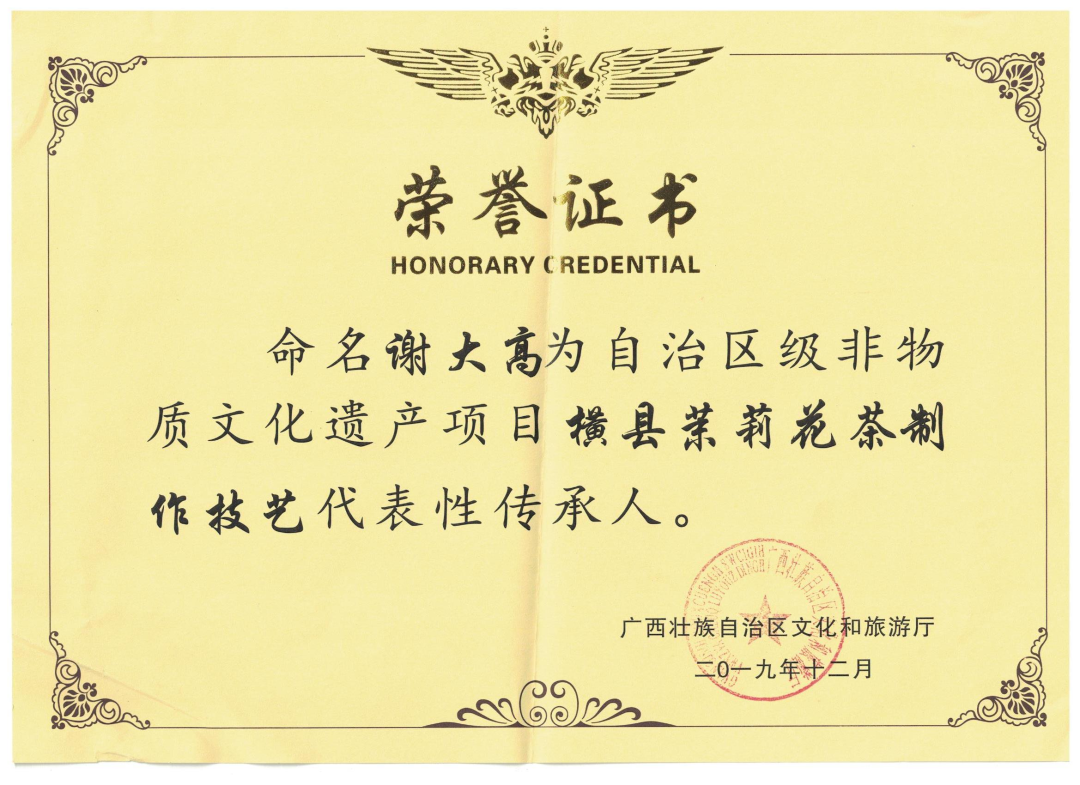 荣誉证书
HONORARY CREDENTIAL
命名谢大高为自治区级非物
质文化遗产项目横县茉莉花茶制
作技艺代表性传承人。
广西壮族自治区文化和旅游厅
二0一九年十二月